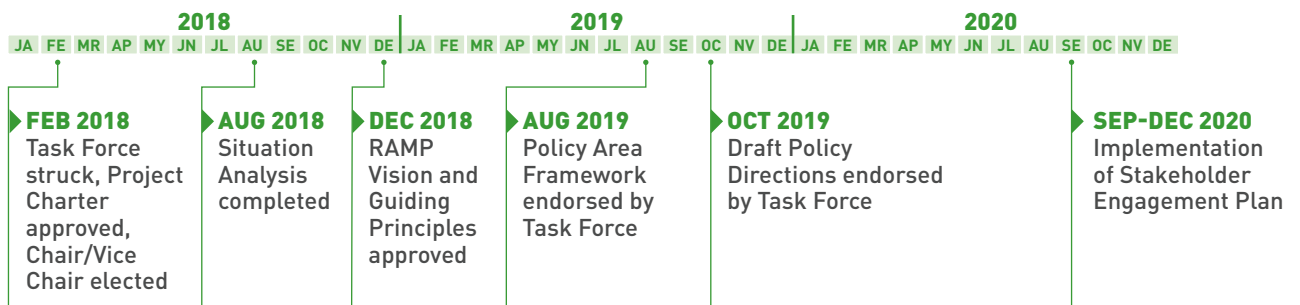 2018 2019 2020
JA FE MR AP MY JN JL AU SE OC NV DE JA FE MR AP MY JN JL AU SE OC NV DE JA FE MR AP MY JN JL AU SE OC NV DE
FEB 2018
Task Force
struck, Project
Charter
approved,
Chair/Vice
Chair elected
AUG 2018
Situation
Analysis
completed
DEC 2018
RAMP
Vision and
Guiding
Principles
approved
AUG 2019
Policy Area
Framework
endorsed by
Task Force
OCT 2019
Draft Policy
Directions endorsed
by Task Force
SEP-DEC 2020
Implementation
of Stakeholder
Engagement Plan